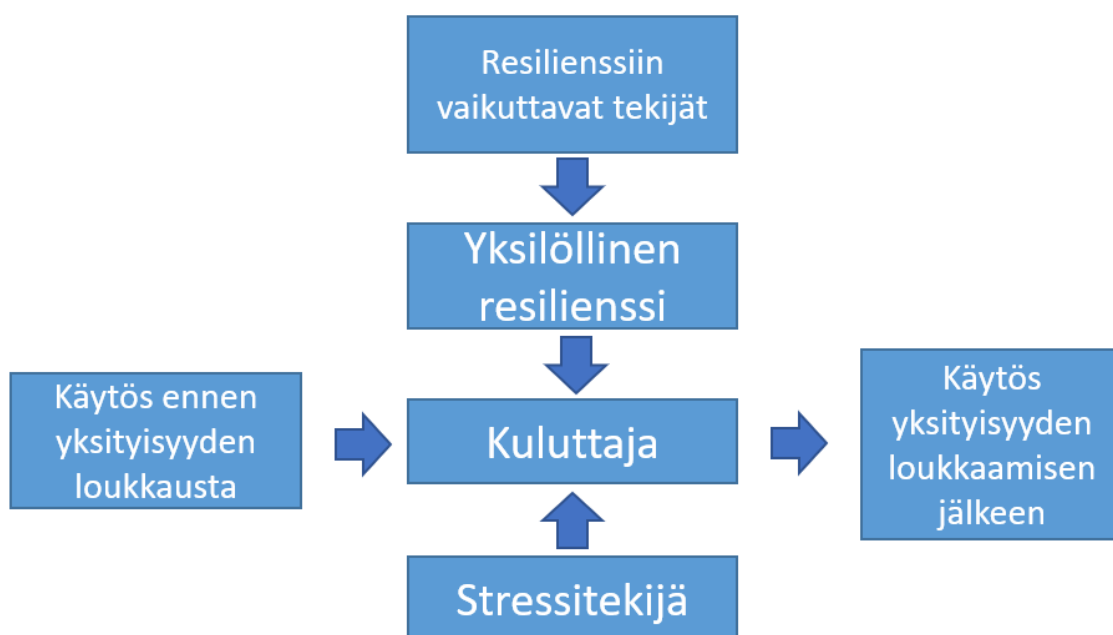 Resilienssiin
vaikuttavat tekijät
Yksilöllinen
resilienssi
Käytös ennen
yksityisyyden
loukkausta
Kuluttaja
Käytös
yksityisyyden
loukkaamisen
jälkeen
Stressitekijä